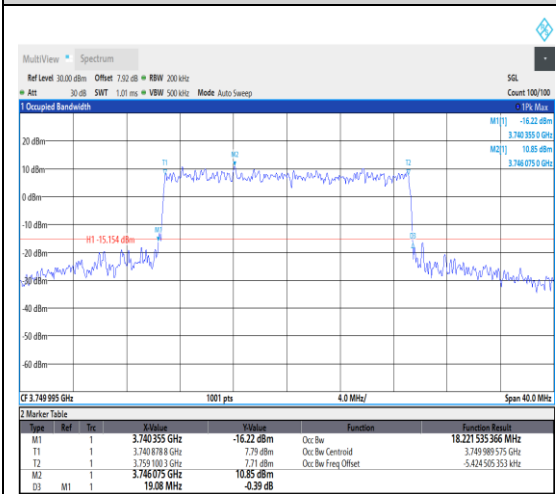 MultiView Spectrum
Ref Level 30.00 dBm Offset 7.92 dB RBW 200 kHz SGL
Att 30 dB SWT 1.01 ms VBW 500 kHz Mode Auto Sweep Count 100/100
1 Occupied Bandwidth 1Pk Max
M1[1] -16.22 dBm
3.740 355 0 GHz
M2[1] 10.85 dBm
3.746 075 0 GHz
20 dBm
T1 M2 T2
10 dBm
0 dBm
-10 dBm
M1 D3
H1 -15.154 dBm
-20 dBm
-30 dBm
-40 dBm
-50 dBm
-60 dBm
CF 3.749 995 GHz 1001 pts 4.0 MHz/ Span 40.0 MHz
2 Marker Table
Type Ref Trc X-Value Y-Value Function Function Result
M1 1 3.740 355 GHz -16.22 dBm Occ Bw 18.221 535 366 MHz
T1 1 3.740 878 8 GHz 7.79 dBm Occ Bw Centroid 3.749 989 575 GHz
T2 1 3.759 100 3 GHz 7.71 dBm Occ Bw Freq Offset -5.424 505 353 kHz
M2 1 3.746 075 GHz 10.85 dBm
D3 M1 1 19.08 MHz -0.39 dB